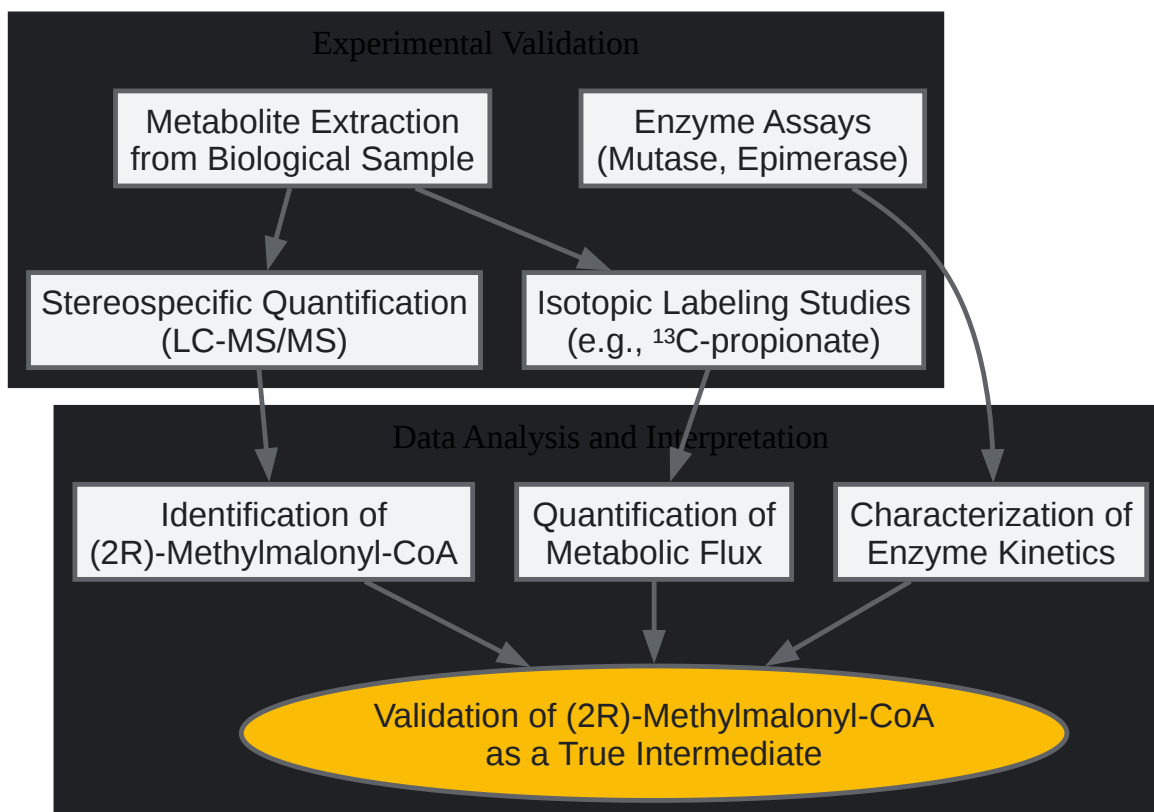 Experimental Validation
Metabolite Extraction
from Biological Sample
Enzyme Assays
(Mutase, Epimerase)
Stereospecific Quantification
(LC-MS/MS)
Isotopic Labeling Studies
(e.g., ¹³C-propionate)
Data Analysis and Interpretation
Identification of
(2R)-Methylmalonyl-CoA
Quantification of
Metabolic Flux
Characterization of
Enzyme Kinetics
Validation of (2R)-Methylmalonyl-CoA
as a True Intermediate